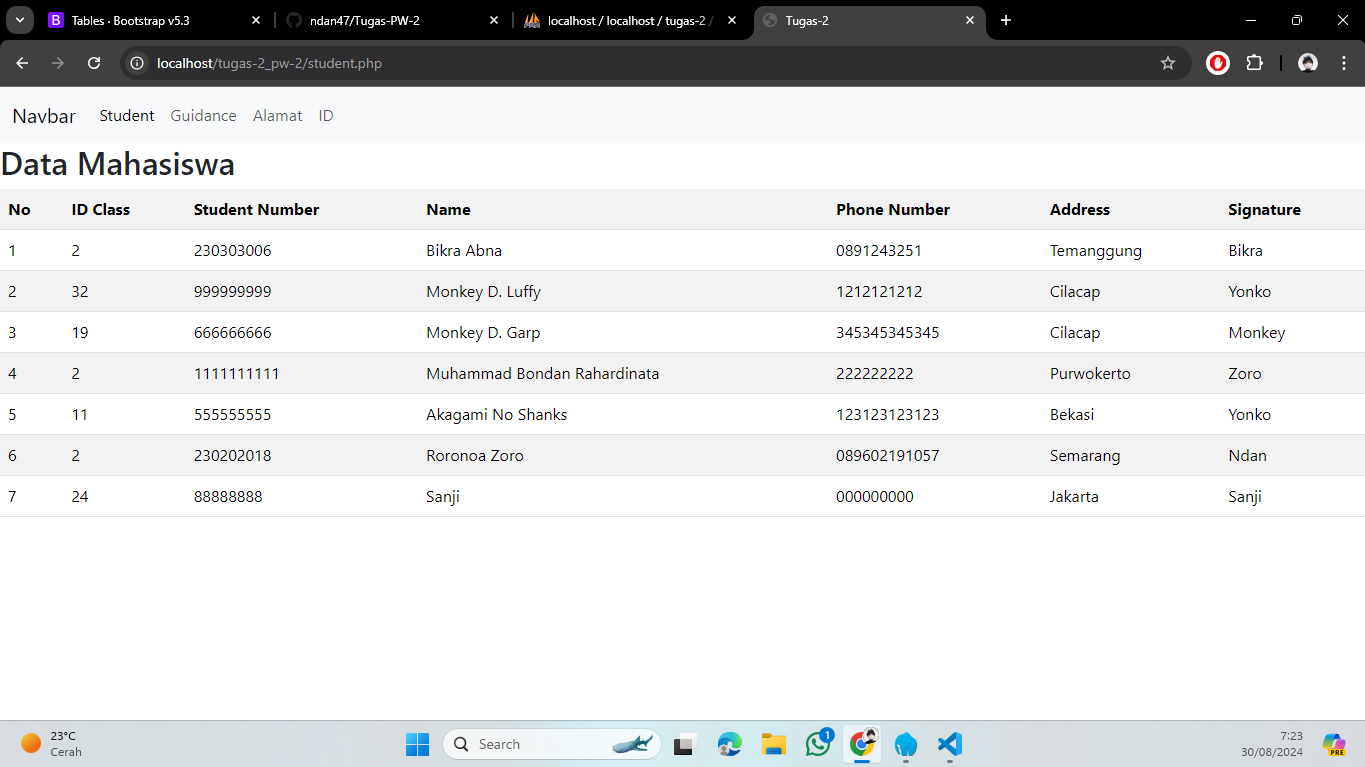 Tables · Bootstrap v5.3
ndan47/Tugas-PW-2
localhost / localhost / tugas-2 /
Tugas-2
localhost/tugas-2_pw-2/student.php
Navbar Student Guidance Alamat ID
Data Mahasiswa
No ID Class Student Number Name Phone Number Address Signature
1 2 230303006 Bikra Abna 0891243251 Temanggung Bikra
2 32 999999999 Monkey D. Luffy 1212121212 Cilacap Yonko
3 19 666666666 Monkey D. Garp 345345345345 Cilacap Monkey
4 2 1111111111 Muhammad Bondan Rahardinata 222222222 Purwokerto Zoro
5 11 555555555 Akagami No Shanks 123123123123 Bekasi Yonko
6 2 230202018 Roronoa Zoro 089602191057 Semarang Ndan
7 24 88888888 Sanji 000000000 Jakarta Sanji
23°C
Cerah
Search
1
7:23
30/08/2024
PRE